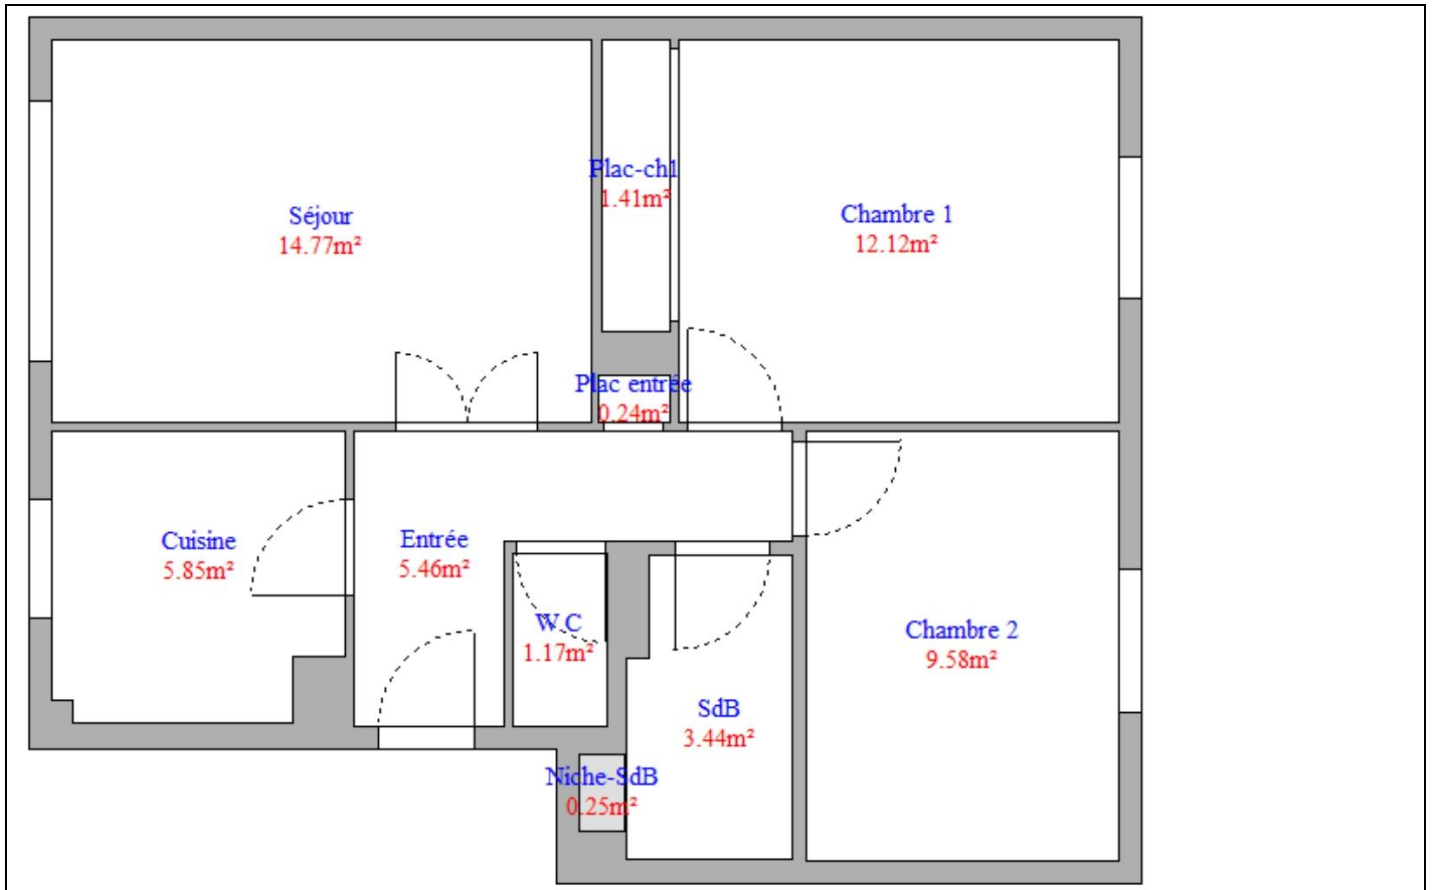 Plac-ch1
1.41m²
Séjour
14.77m²
Chambre 1
12.12m²
Plac entrée
0.24m²
Cuisine
5.85m²
Entrée
5.46m²
W.C
1.17m²
Chambre 2
9.58m²
SdB
3.44m²
Niche-SdB
0.25m²